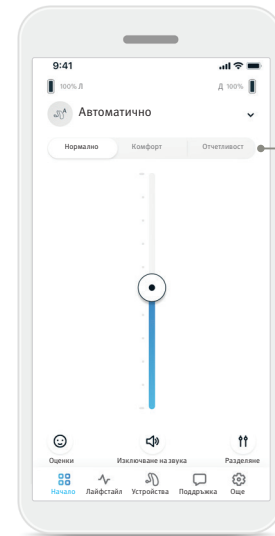 9:41
100% Л
Д 100%
Автоматично
Нормално Комфорт Отчетливост
Оценки Изключване на звука Разделяне
Начало Лайфстайл Устройства Поддръжка Още